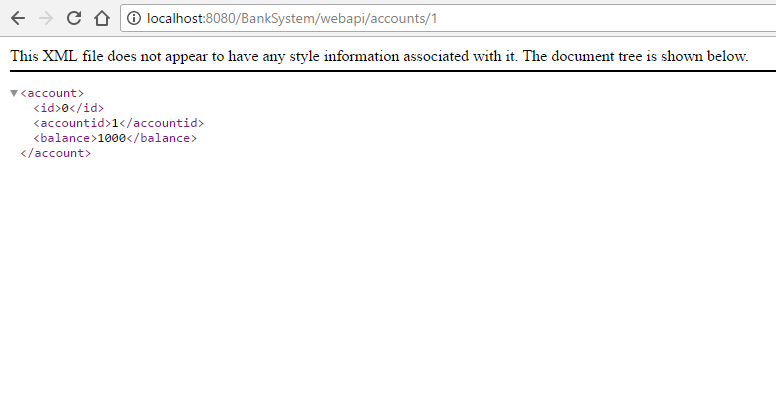 localhost:8080/BankSystem/webapi/accounts/1
This XML file does not appear to have any style information associated with it. The document tree is shown below.
<account>
<id>0</id>
<accountid>1</accountid>
<balance>1000</balance>
</account>